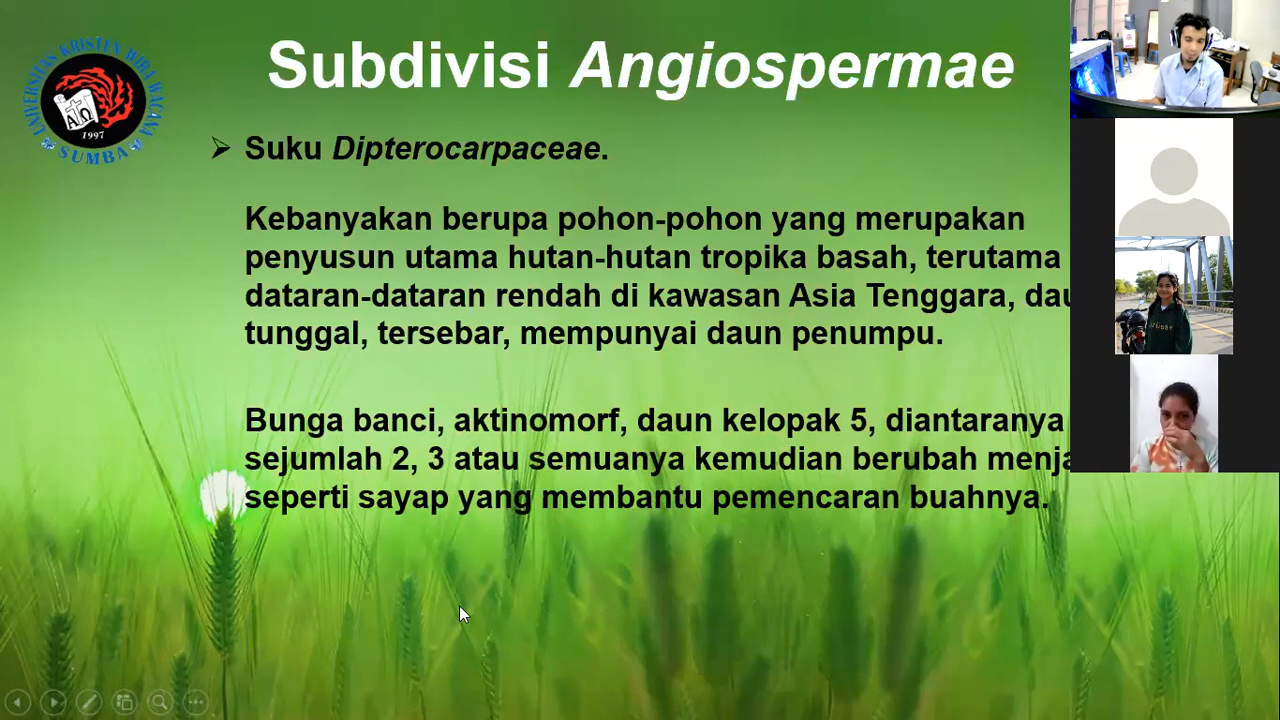 Subdivisi Angiospermae
UNIVERSITAS KRISTEN WIRA WACANA
SUMBA
1997
Suku Dipterocarpaceae.
Kebanyakan berupa pohon-pohon yang merupakan
penyusun utama hutan-hutan tropika basah, terutama
dataran-dataran rendah di kawasan Asia Tenggara,
tunggal, tersebar, mempunyai daun penumpu.
Bunga banci, aktinomorf, daun kelopak 5, diantaranya
sejumlah 2, 3 atau semuanya kemudian berubah
seperti sayap yang membantu pemencaran buahnya.